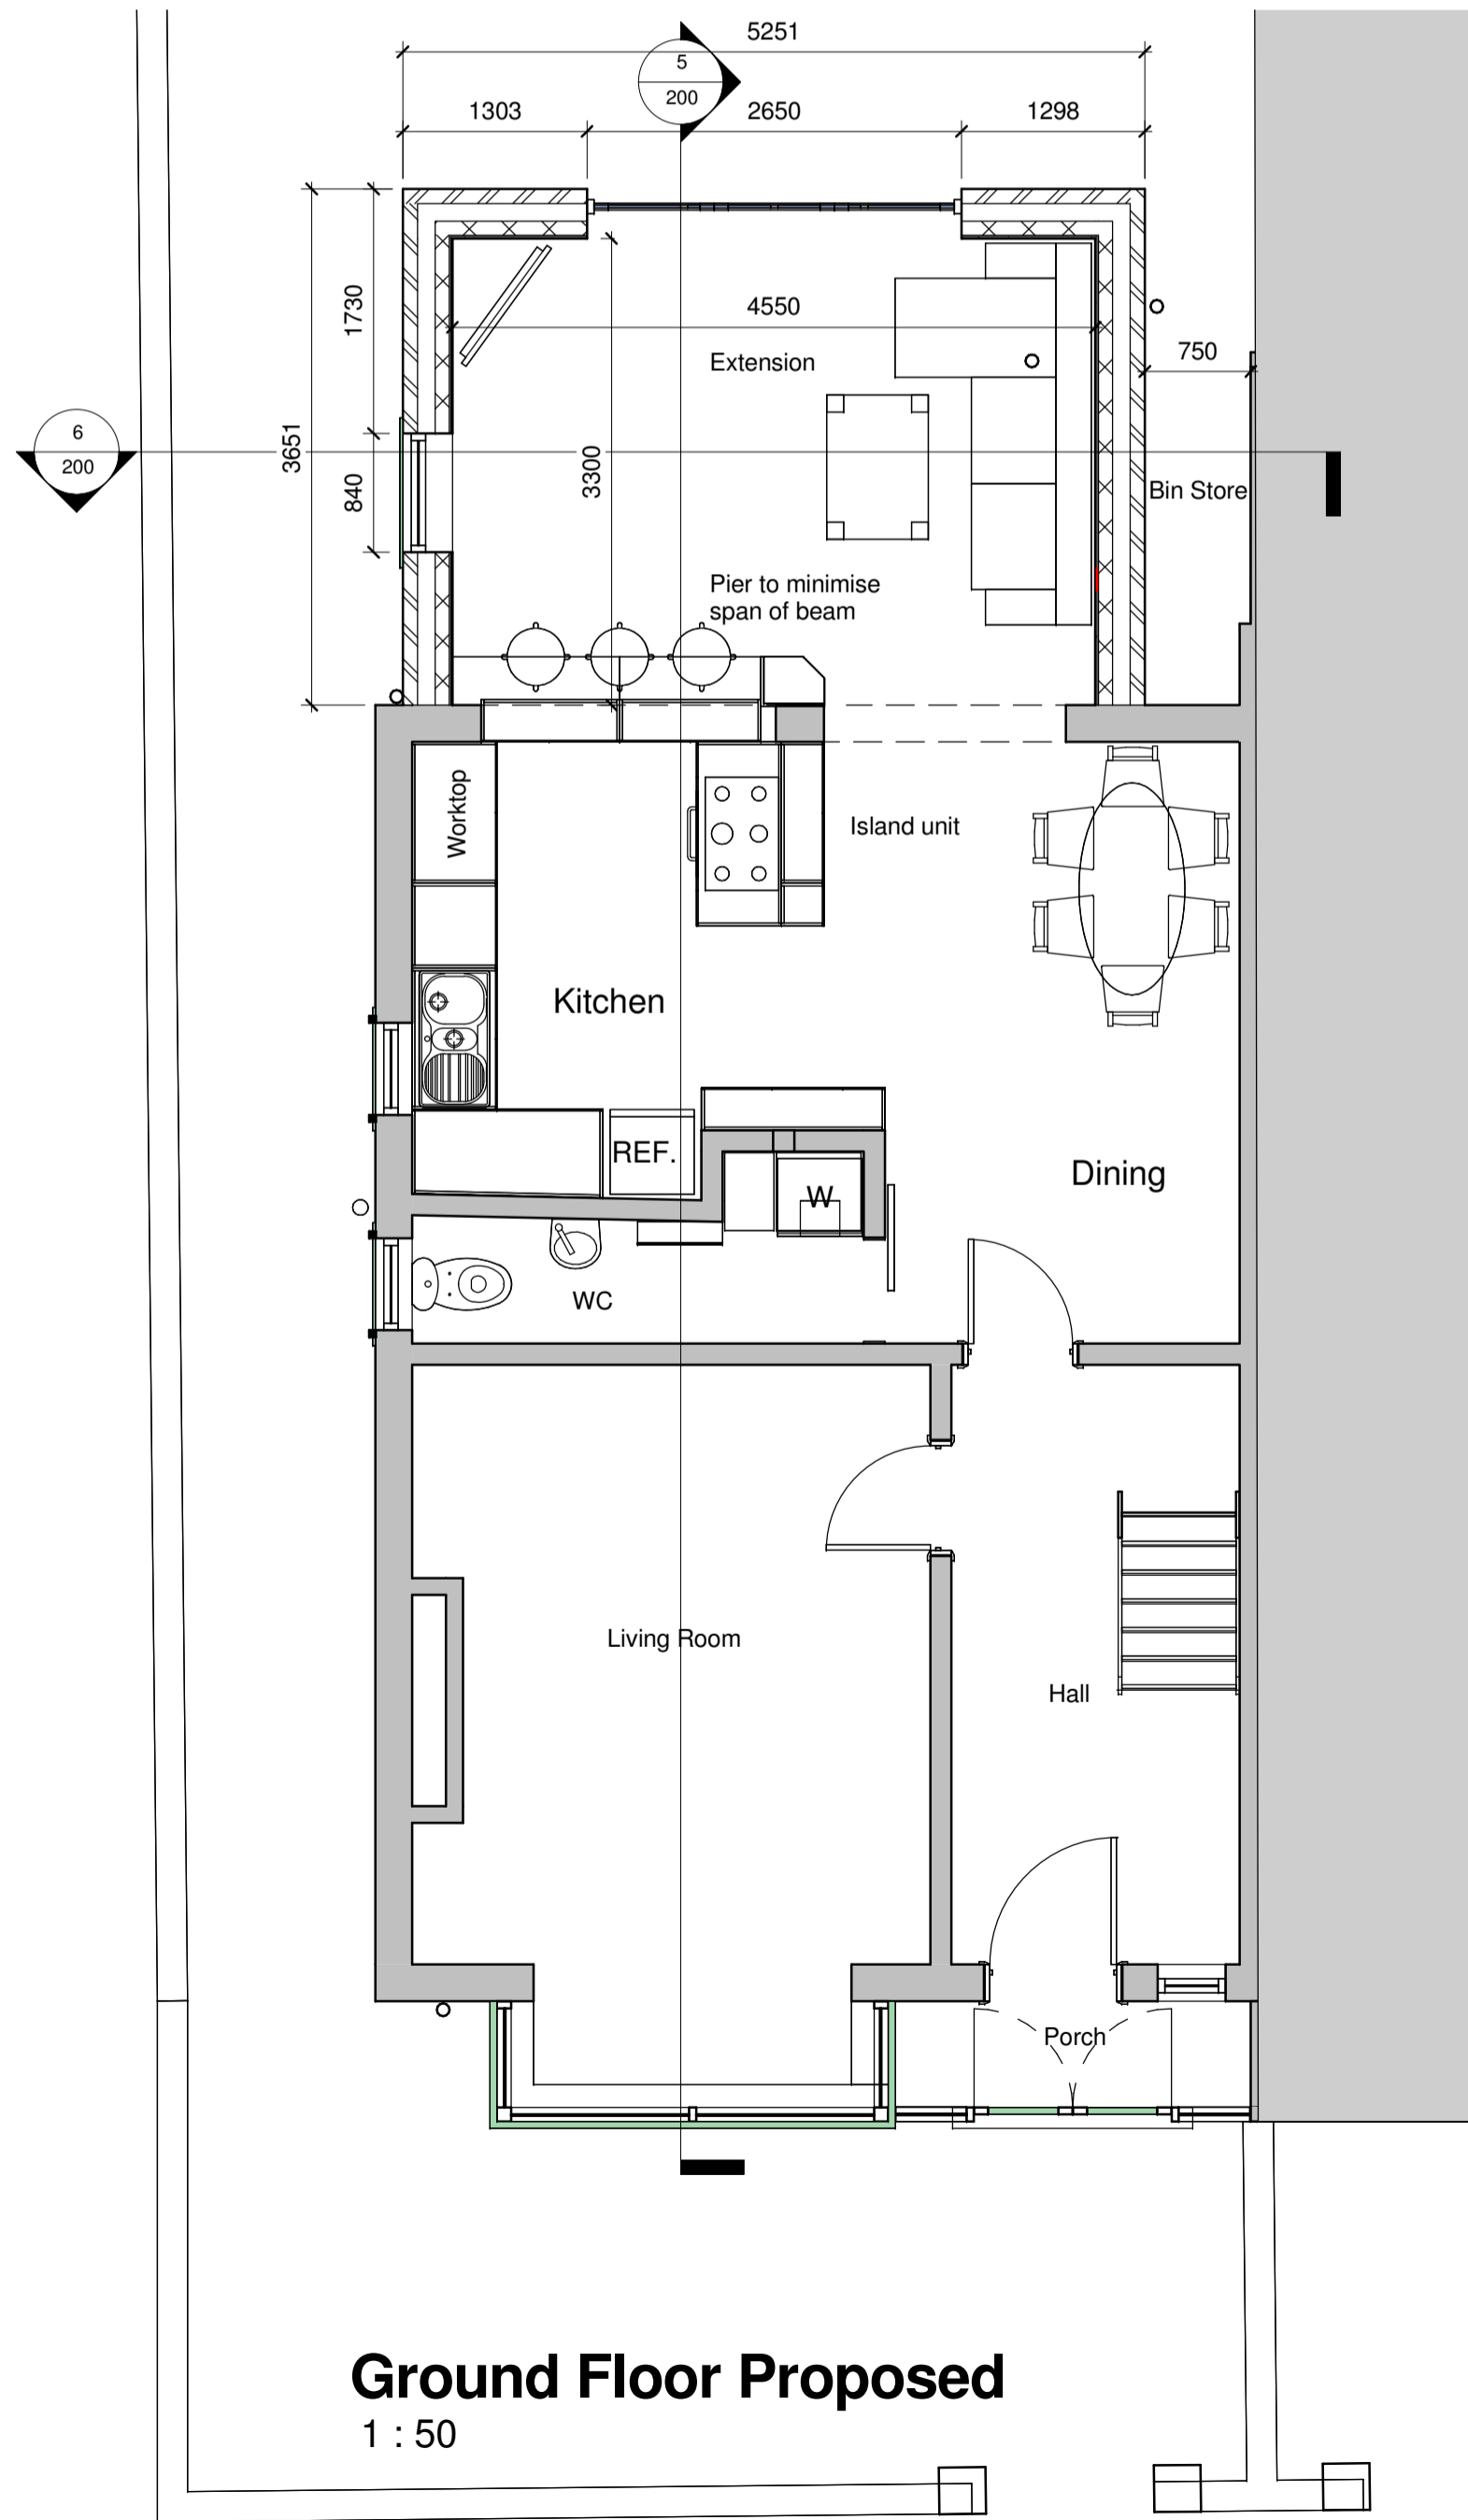 5251
5
200
1303
2650
1298
1730
4550
Extension
750
6
200
3651
840
3300
Bin Store
Pier to minimise
span of beam
Worktop
Island unit
Kitchen
REF.
W
Dining
WC
Living Room
Hall
Porch
Ground Floor Proposed
1 : 50